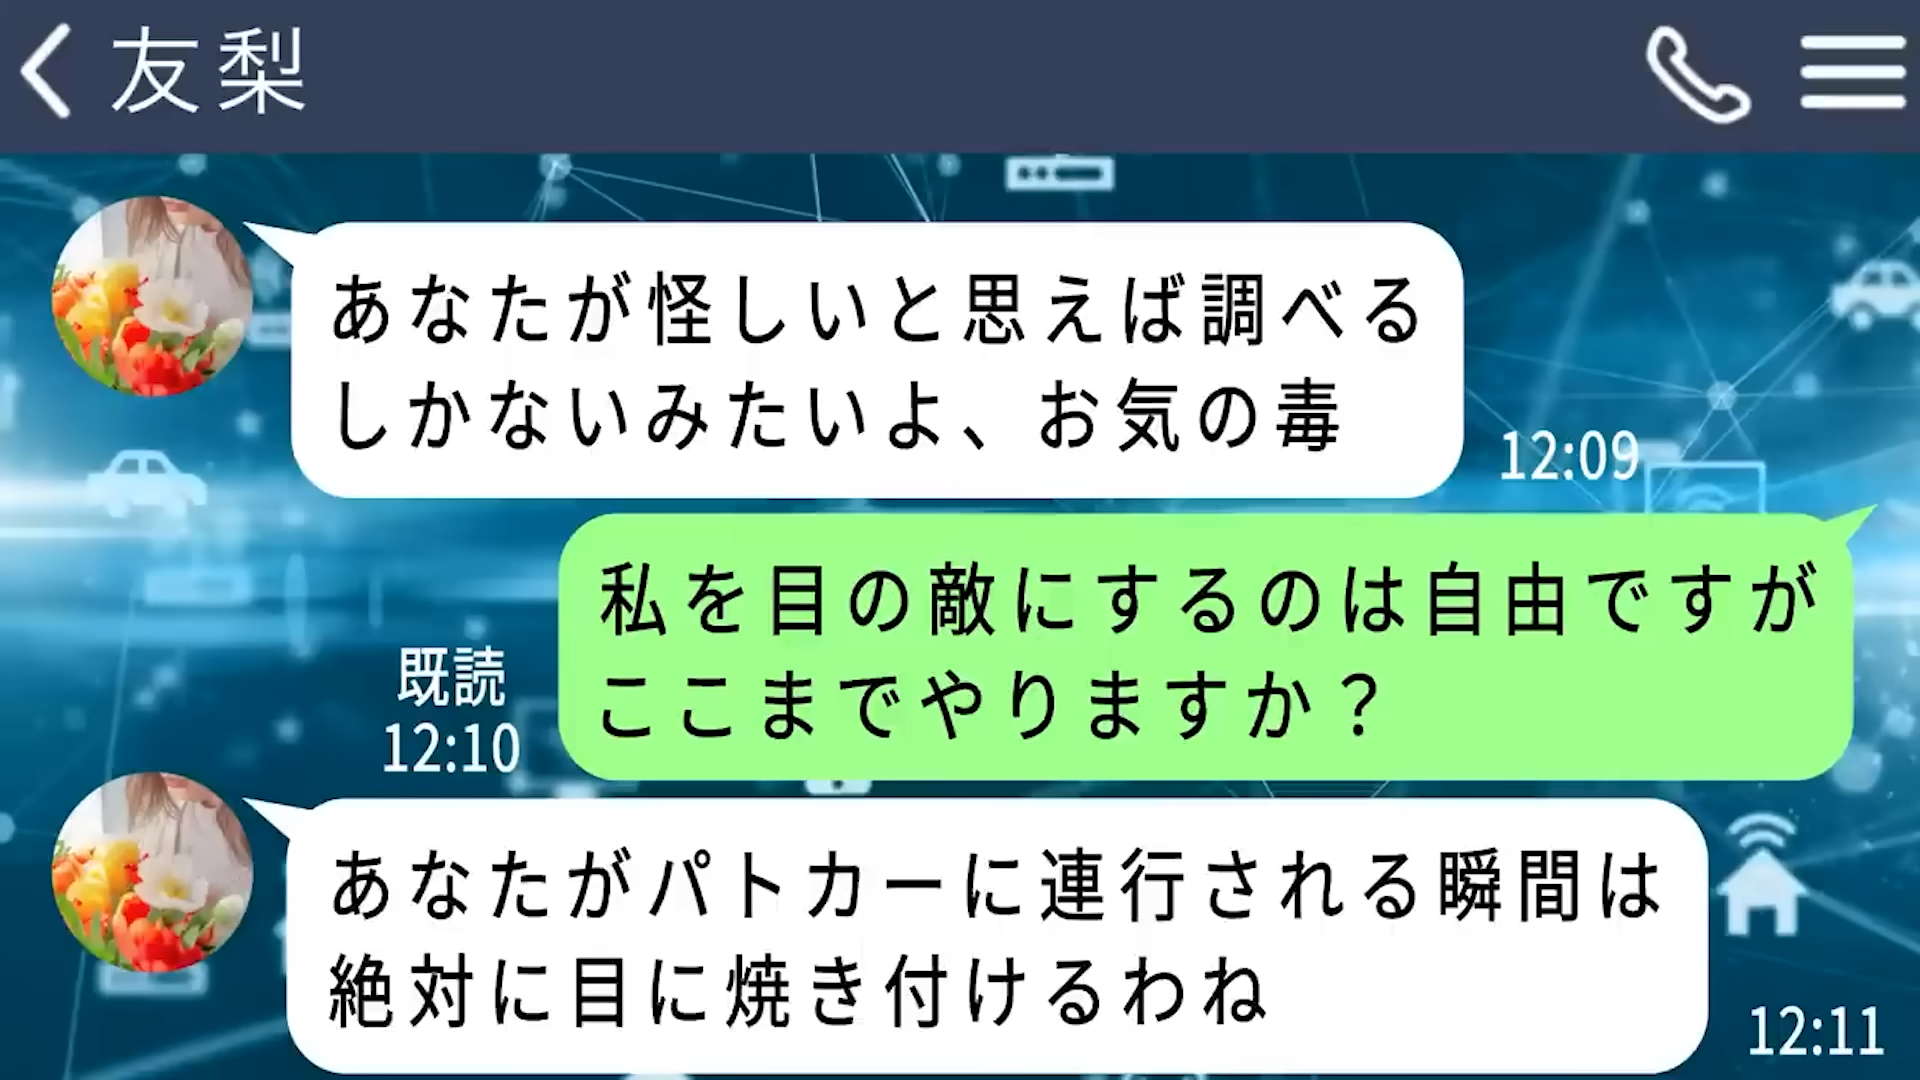 友梨
あなたが怪しいと思えば調べる
しかないみたいよ、お気の毒
12:09
私を目の敵にするのは自由ですが
ここまでやりますか？
既読
12:10
あなたがパトカーに連行される瞬間は
絶対に目に焼き付けるわね
12:11